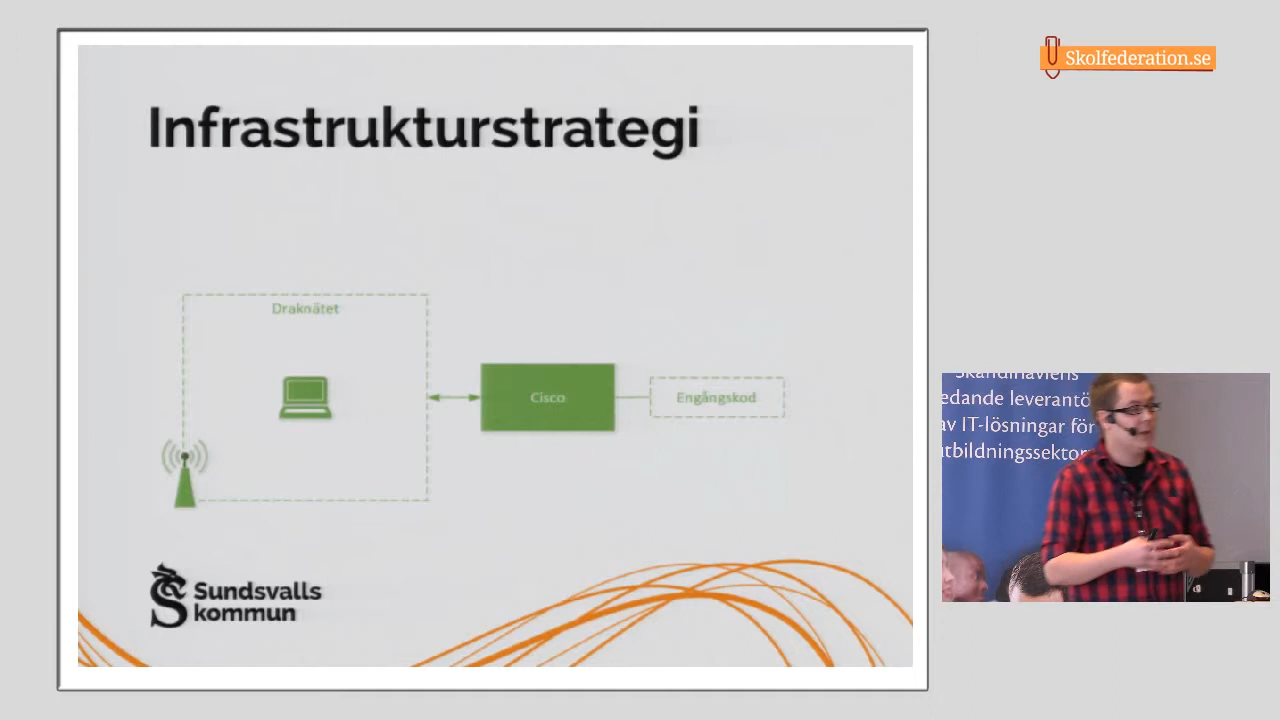 Infrastrukturstrategi
Draknätet
Cisco
Engångskod
Sundsvalls
kommun
Skolfederation.se
Skandinaviens
edande leverantö
av IT-lösningar för
utbildningssektor